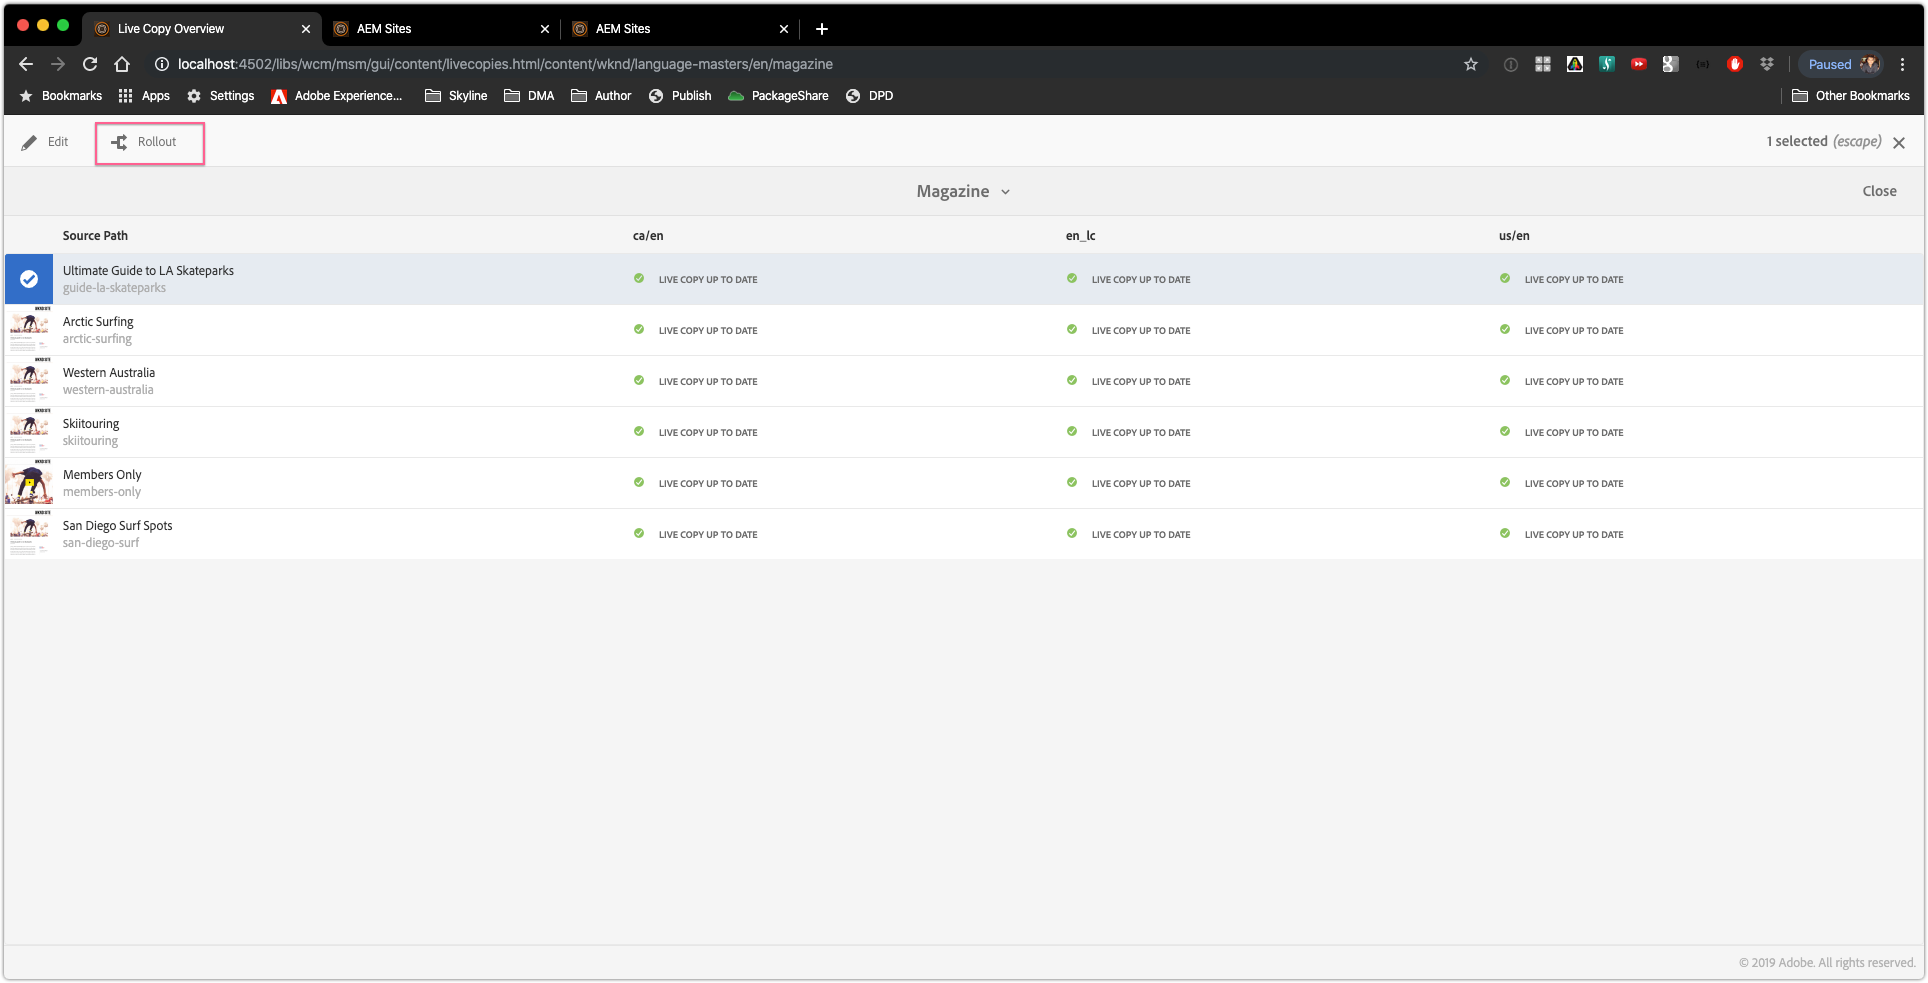 Live Copy Overview
AEM Sites
AEM Sites
localhost:4502/libs/wcm/msm/gui/content/livecopies.html/content/wknd/language-masters/en/magazine
Paused
Bookmarks
Apps
Settings
Adobe Experience...
Skyline
DMA
Author
Publish
PackageShare
DPD
Other Bookmarks
Edit
Rollout
1 selected (escape)
Magazine
Close
Source Path
ca/en
en_lc
us/en
Ultimate Guide to LA Skateparks
guide-la-skateparks
LIVE COPY UP TO DATE
LIVE COPY UP TO DATE
LIVE COPY UP TO DATE
Arctic Surfing
arctic-surfing
LIVE COPY UP TO DATE
LIVE COPY UP TO DATE
LIVE COPY UP TO DATE
Western Australia
western-australia
LIVE COPY UP TO DATE
LIVE COPY UP TO DATE
LIVE COPY UP TO DATE
Skiitouring
skiitouring
LIVE COPY UP TO DATE
LIVE COPY UP TO DATE
LIVE COPY UP TO DATE
Members Only
members-only
LIVE COPY UP TO DATE
LIVE COPY UP TO DATE
LIVE COPY UP TO DATE
San Diego Surf Spots
san-diego-surf
LIVE COPY UP TO DATE
LIVE COPY UP TO DATE
LIVE COPY UP TO DATE
© 2019 Adobe. All rights reserved.